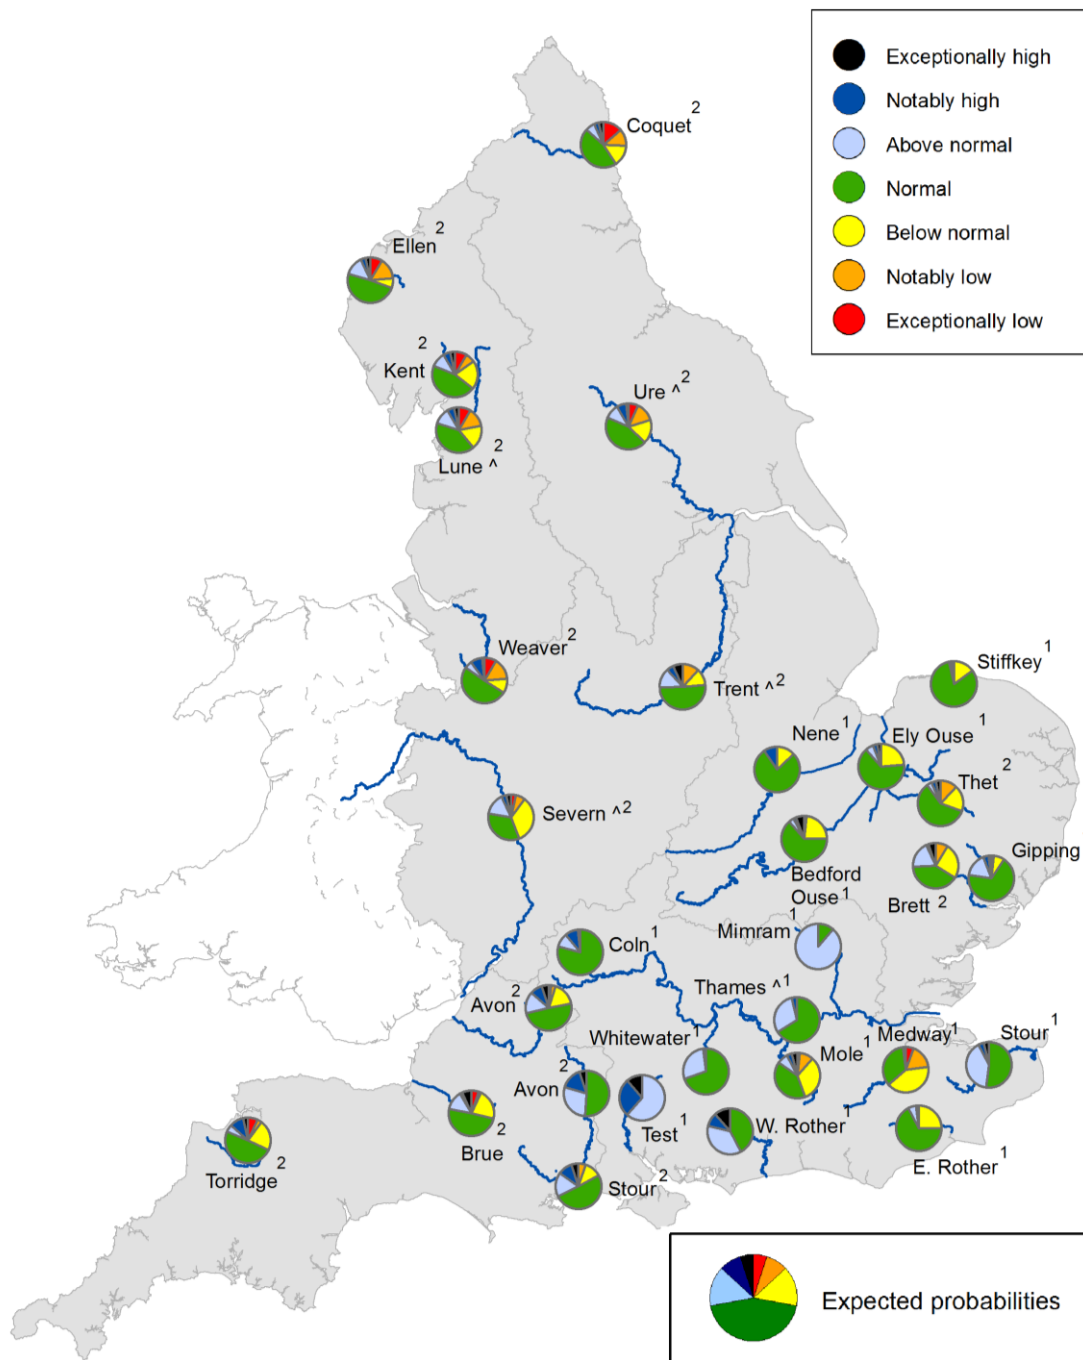 Exceptionally high
Notably high
Above normal
Normal
Below normal
Notably low
Exceptionally low
Coquet 2
Ellen 2
Kent 2
Lune ^ 2
Ure ^ 2
Weaver 2
Trent ^ 2
Stiffkey 1
Nene 1
Ely Ouse 1
Thet 2
Severn ^ 2
Bedford
Ouse 1
Gipping
Brett 2
Mimram 1
Coln 1
Thames ^ 1
Avon 2
Whitewater 1
Mole 1
Medway 1
Stour 1
Avon 2
Test 1
W. Rother 1
E. Rother 1
Brue 2
Torridge 2
Stour 2
Expected probabilities